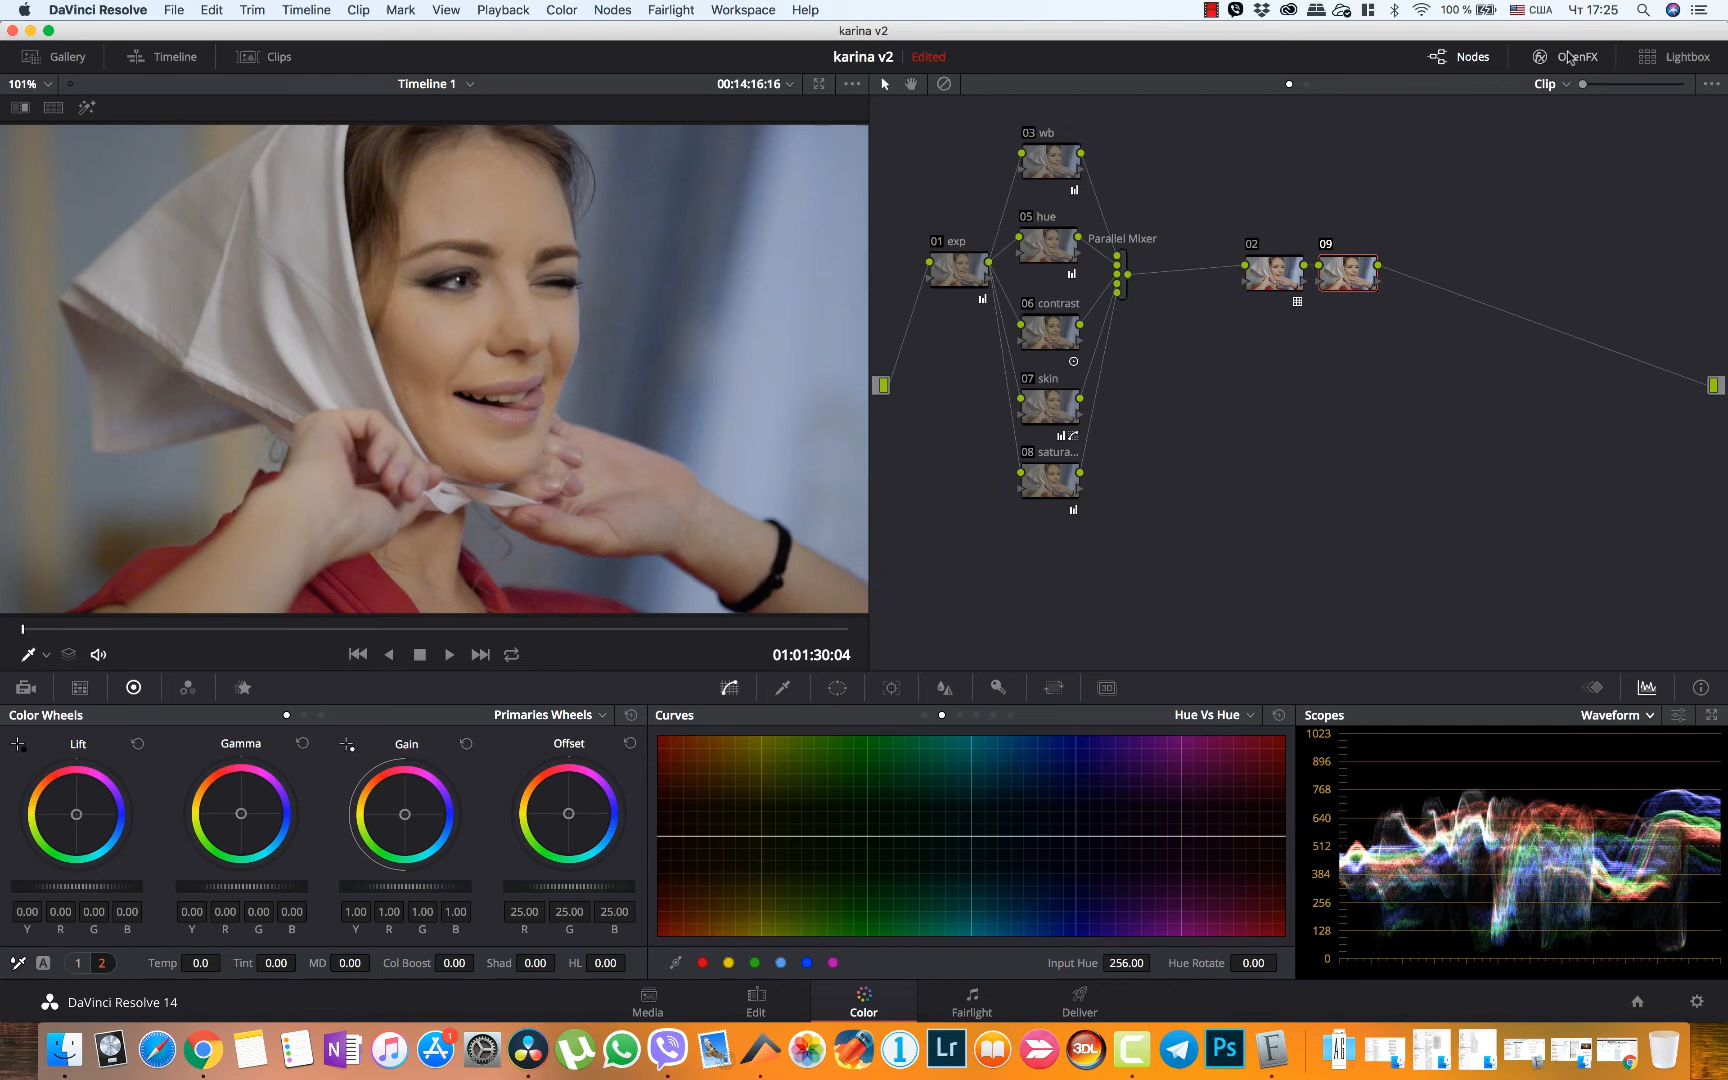 DaVinci Resolve File Edit Trim Timeline Clip Mark View Playback Color Nodes Fairlight Workspace Help 100 % США Чт 17:25
karina v2
Gallery Timeline Clips karina v2 Edited Nodes OpenFX Lightbox
101% Timeline 1 00:14:16:16 Clip
03 wb
05 hue
Parallel Mixer
01 exp
02 09
06 contrast
07 skin
08 satura...
01:01:30:04
3D
Color Wheels Primaries Wheels Curves Hue Vs Hue Scopes Waveform
Lift Gamma Gain Offset
1023
896
768
640
512
384
256
128
0
0.00 0.00 0.00 0.00 0.00 0.00 0.00 0.00 1.00 1.00 1.00 1.00 25.00 25.00 25.00
Y R G B Y R G B Y R G B R G B
A 1 2 Temp 0.0 Tint 0.00 MD 0.00 Col Boost 0.00 Shad 0.00 HL 0.00 Input Hue 256.00 Hue Rotate 0.00
DaVinci Resolve 14
Media Edit Color Fairlight Deliver
N 1 1 Lr 3DL C Ps F